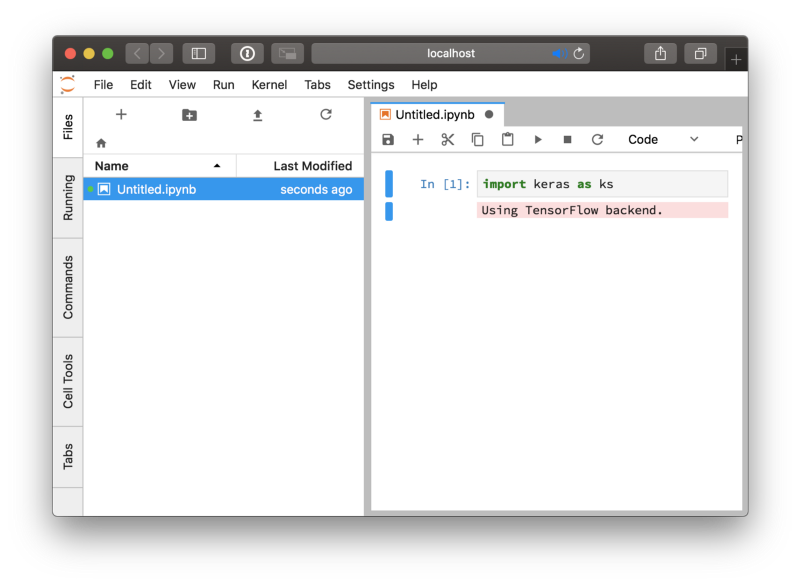 localhost
File Edit View Run Kernel Tabs Settings Help
Files
Running
Commands
Cell Tools
Tabs
Name Last Modified
Untitled.ipynb seconds ago
Untitled.ipynb
Code P
In [1]: import keras as ks
Using TensorFlow backend.